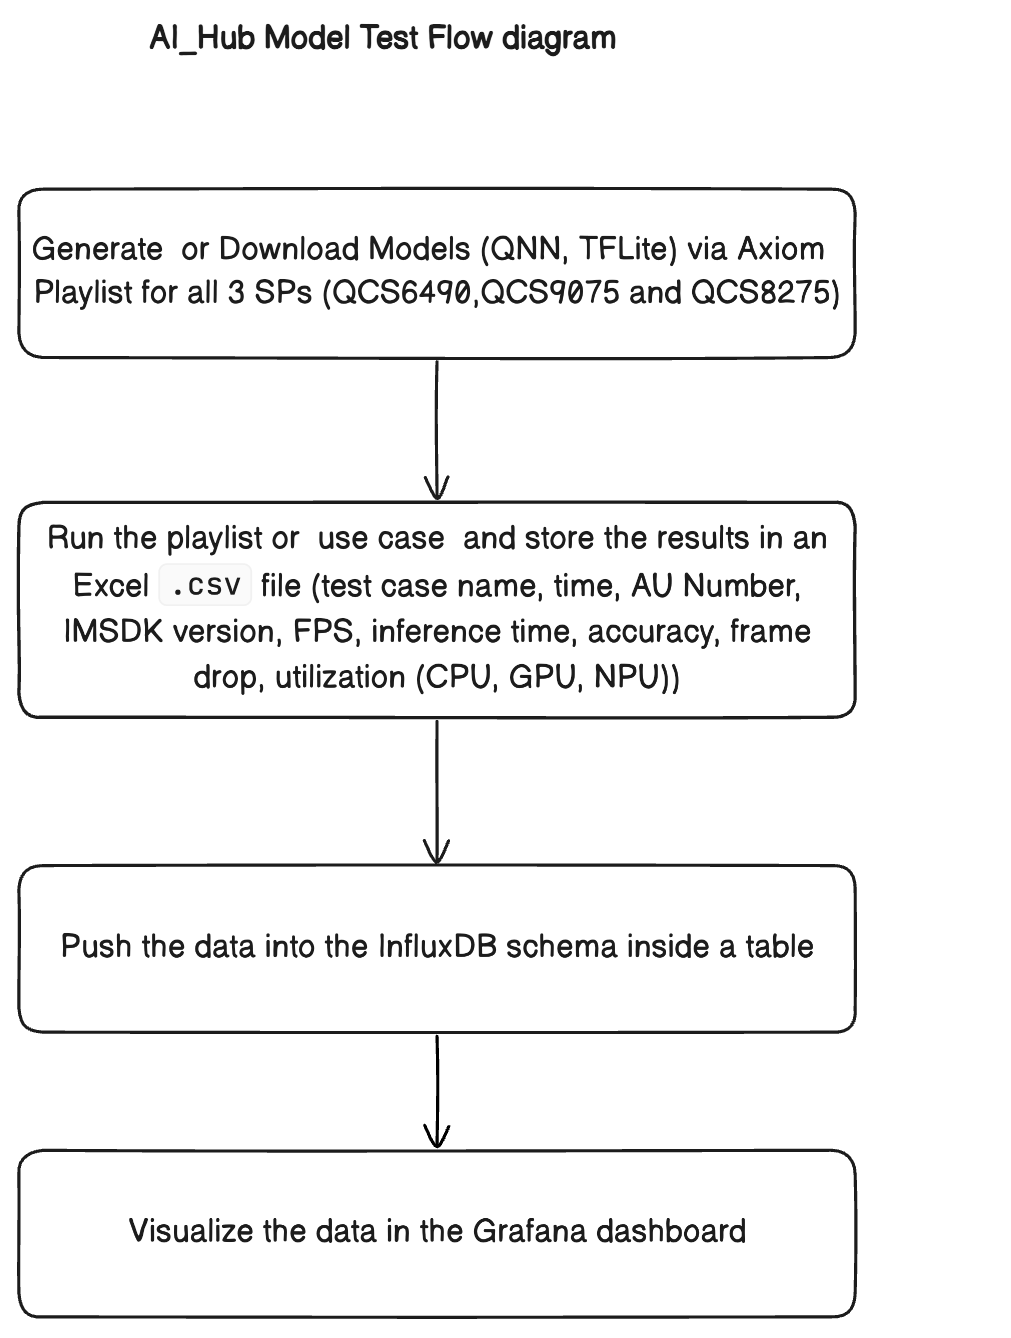 AI_Hub Model Test Flow diagram
Generate or Download Models (QNN, TFLite) via Axiom
Playlist for all 3 SPs (QCS6490,QCS9075 and QCS8275)
Run the playlist or use case and store the results in an
Excel .csv file (test case name, time, AU Number,
IMSDK version, FPS, inference time, accuracy, frame
drop, utilization (CPU, GPU, NPU))
Push the data into the InfluxDB schema inside a table
Visualize the data in the Grafana dashboard